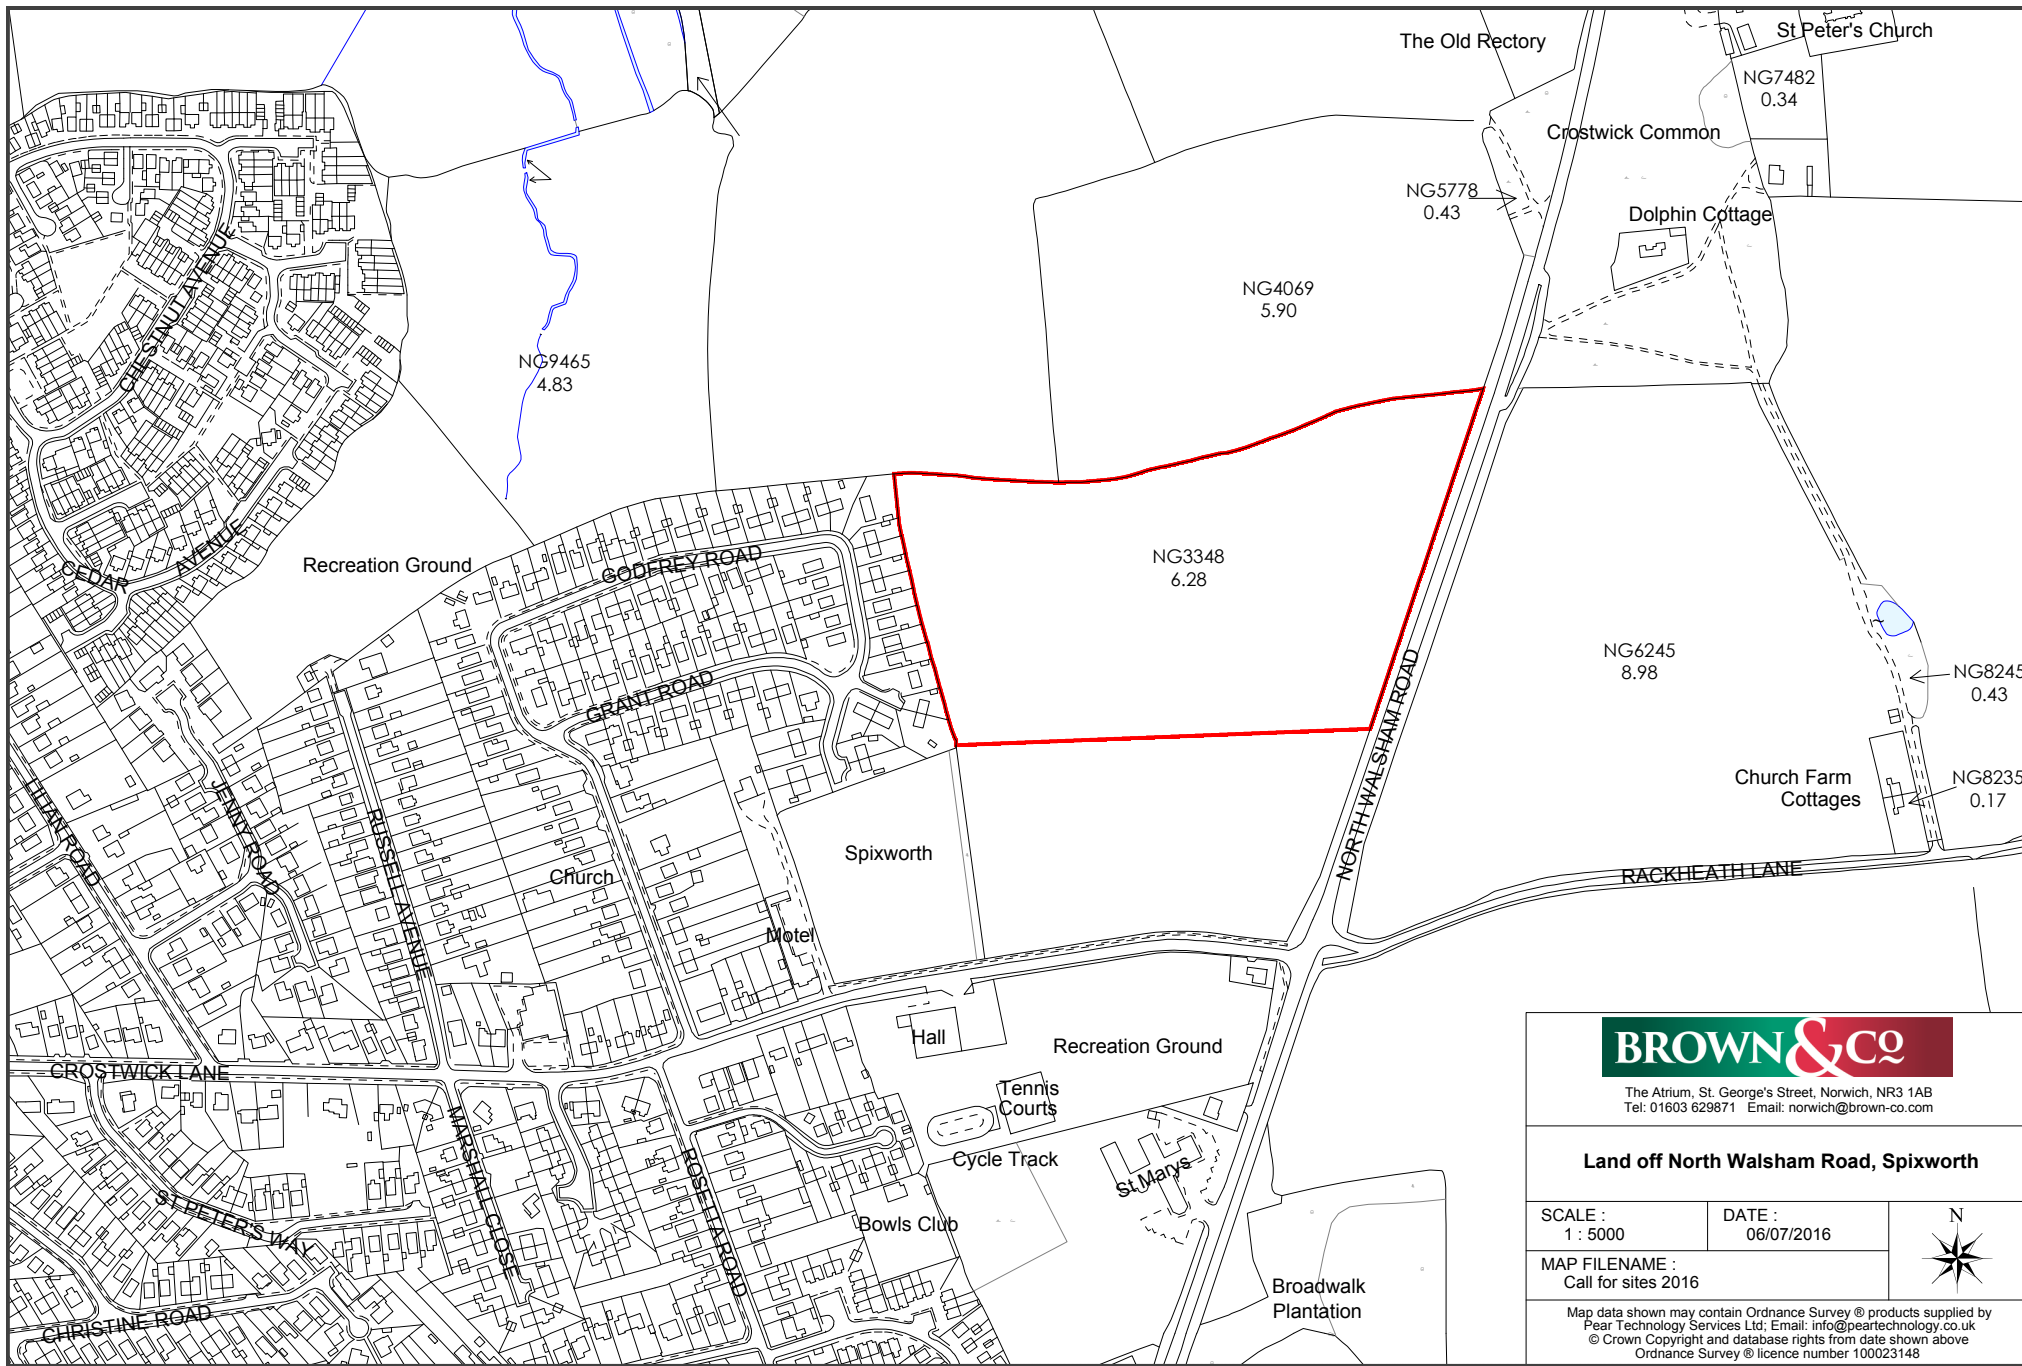 The Old Rectory
St Peter's Church
NG7482
0.34
Crostwick Common
NG5778
0.43
Dolphin Cottage
NG4069
5.90
CHESTNUT AVENUE
NG9465
4.83
Recreation Ground
CEDAR AVENUE
GODFREY ROAD
NG3348
6.28
GRANT ROAD
NG6245
8.98
NG8245
0.43
NORTH WALSHAM ROAD
Church Farm
Cottages
NG8235
0.17
LILIAN ROAD
JENNY ROAD
RUSSELL AVENUE
Church
Spixworth
Motel
RACKHEATH LANE
Hall
Recreation Ground
CROSTWICK LANE
Tennis
Courts
Cycle Track
St Marys
MARSHALL CLOSE
ROSETTA ROAD
ST PETER'S WAY
Bowls Club
CHRISTINE ROAD
Broadwalk
Plantation
BROWN&CO
The Atrium, St. George's Street, Norwich, NR3 1AB
Tel: 01603 629871 Email: norwich@brown-co.com
Land off North Walsham Road, Spixworth
SCALE :
1 : 5000
DATE :
06/07/2016
N
MAP FILENAME :
Call for sites 2016
Map data shown may contain Ordnance Survey ® products supplied by
Pear Technology Services Ltd; Email: info@peartechnology.co.uk
© Crown Copyright and database rights from date shown above
Ordnance Survey ® licence number 100023148